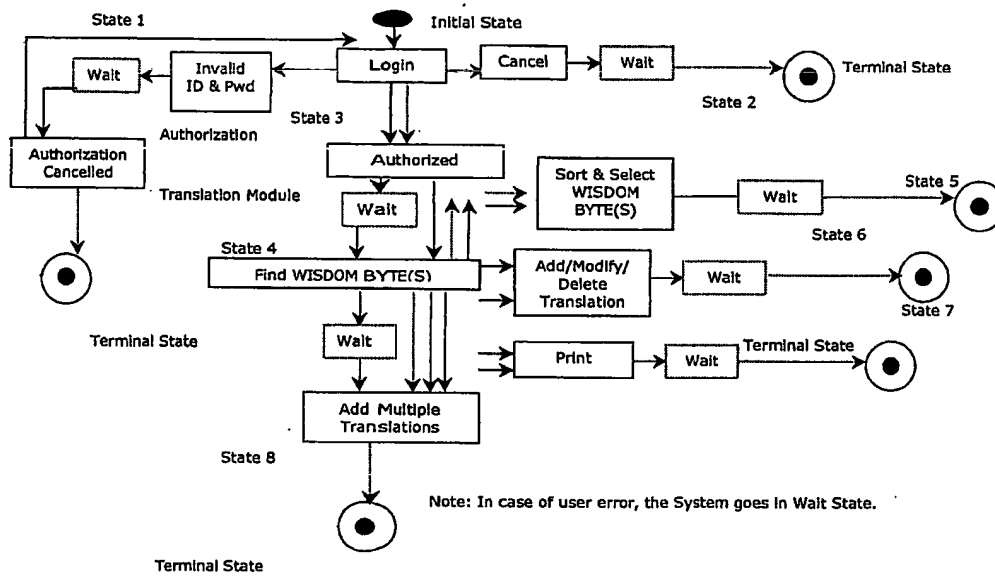 State 1
Initial State
Wait
Invalid
ID & Pwd
Login
Cancel
Wait
Terminal State
State 2
State 3
Authorization
Authorization
Cancelled
Authorized
Translation Module
Wait
Sort & Select
WISDOM
BYTE(S)
Wait
State 5
State 6
State 4
Find WISDOM BYTE(S)
Add/Modify/
Delete
Translation
Wait
State 7
Terminal State
Wait
Print
Wait
Terminal State
Add Multiple
Translations
State 8
Note: In case of user error, the System goes in Wait State.
Terminal State